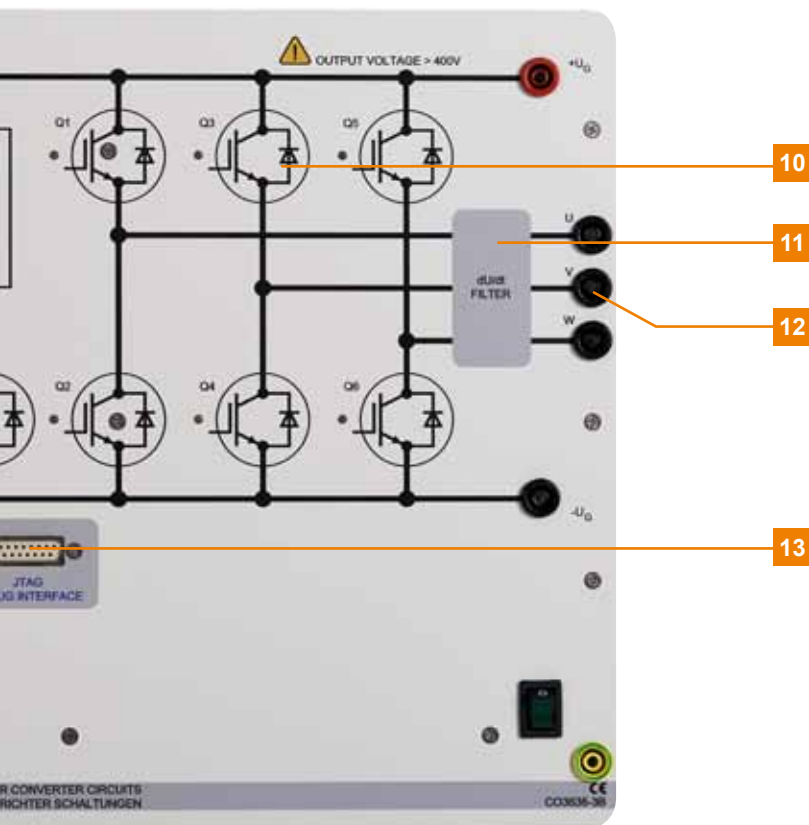 OUTPUT VOLTAGE > 400V
+UG
Q1
Q3
Q5
10
U
11
dU/dt
FILTER
V
12
W
Q2
Q4
Q6
-UG
13
JTAG
UG INTERFACE
R CONVERTER CIRCUITS
RICHTER SCHALTUNGEN
CE
CO3636-3B